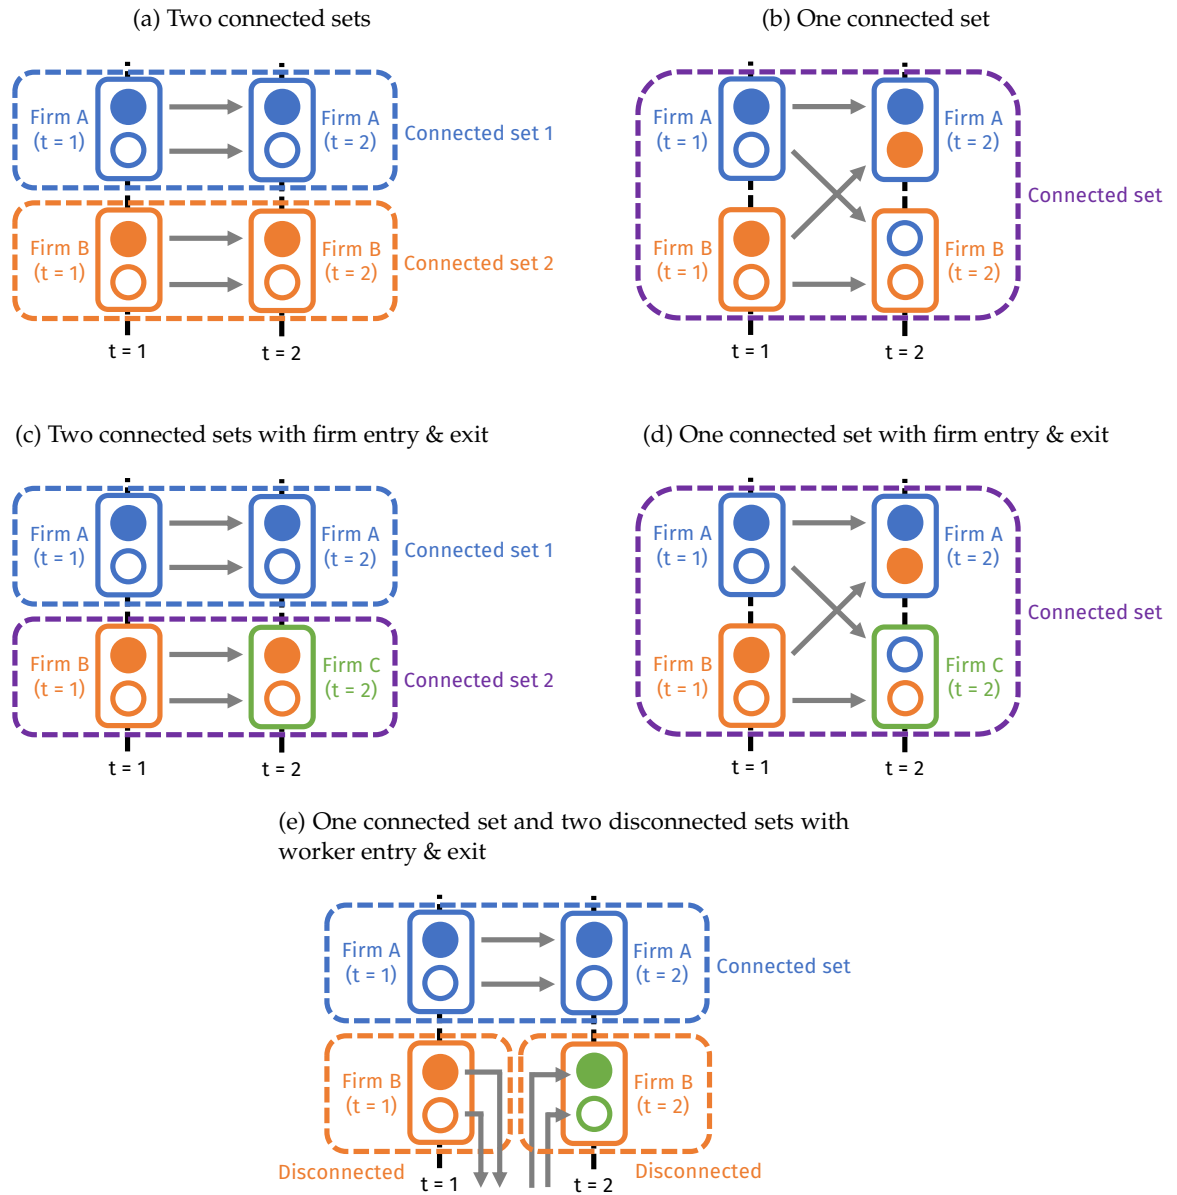 (a) Two connected sets
Firm A
(t = 1)
Firm A
(t = 2)
Connected set 1
Firm B
(t = 1)
Firm B
(t = 2)
Connected set 2
t = 1
t = 2
(b) One connected set
Firm A
(t = 1)
Firm A
(t = 2)
Connected set
Firm B
(t = 1)
Firm B
(t = 2)
t = 1
t = 2
(c) Two connected sets with firm entry & exit
Firm A
(t = 1)
Firm A
(t = 2)
Connected set 1
Firm B
(t = 1)
Firm C
(t = 2)
Connected set 2
t = 1
t = 2
(d) One connected set with firm entry & exit
Firm A
(t = 1)
Firm A
(t = 2)
Connected set
Firm B
(t = 1)
Firm C
(t = 2)
t = 1
t = 2
(e) One connected set and two disconnected sets with
worker entry & exit
Firm A
(t = 1)
Firm A
(t = 2)
Connected set
Firm B
(t = 1)
Firm B
(t = 2)
Disconnected
Disconnected
t = 1
t = 2